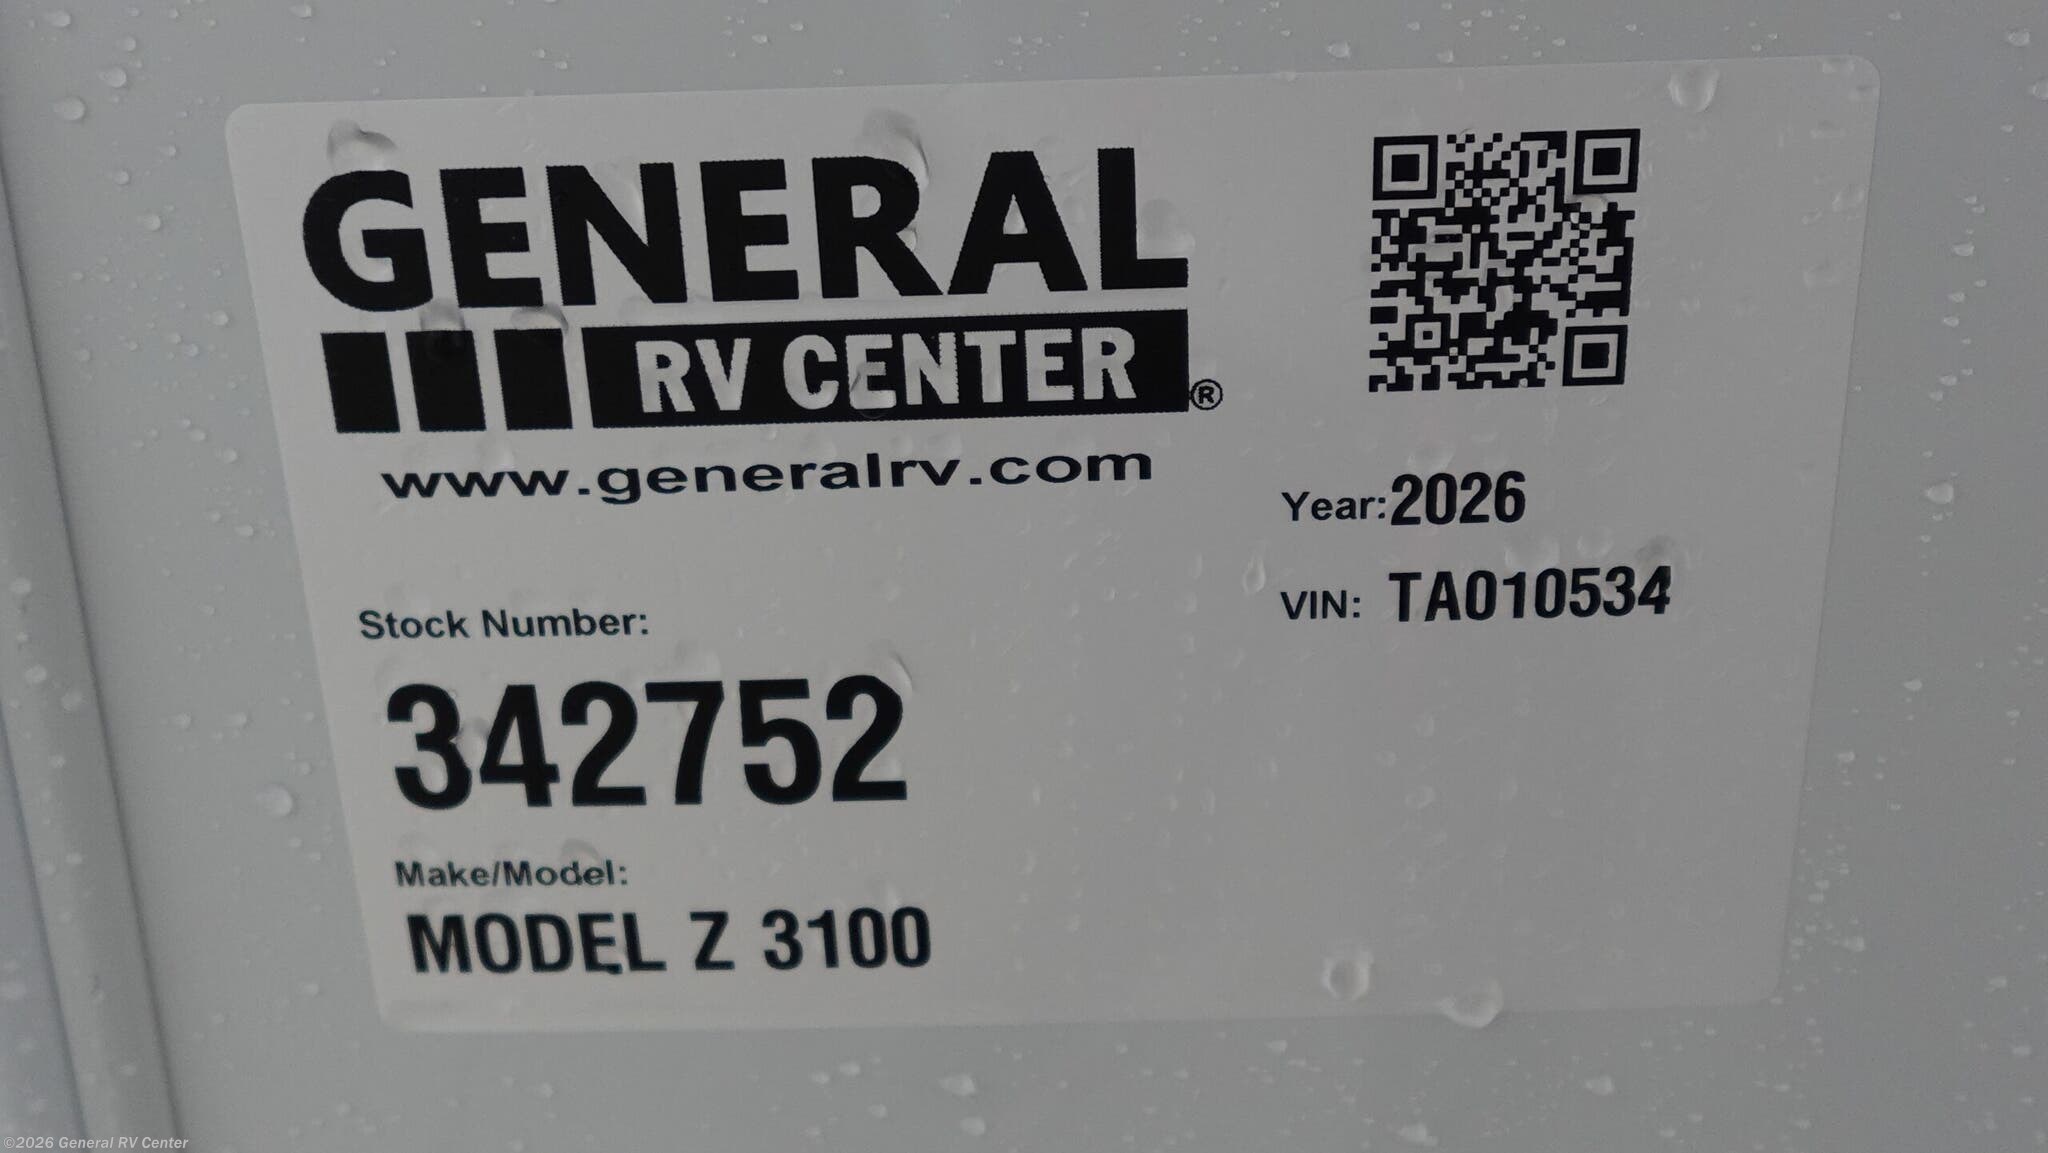 GENERAL
RV CENTER®
www.generalrv.com
Year:2026
VIN: TA010534
Stock Number:
342752
Make/Model:
MODEL Z 3100
©2026 General RV Center